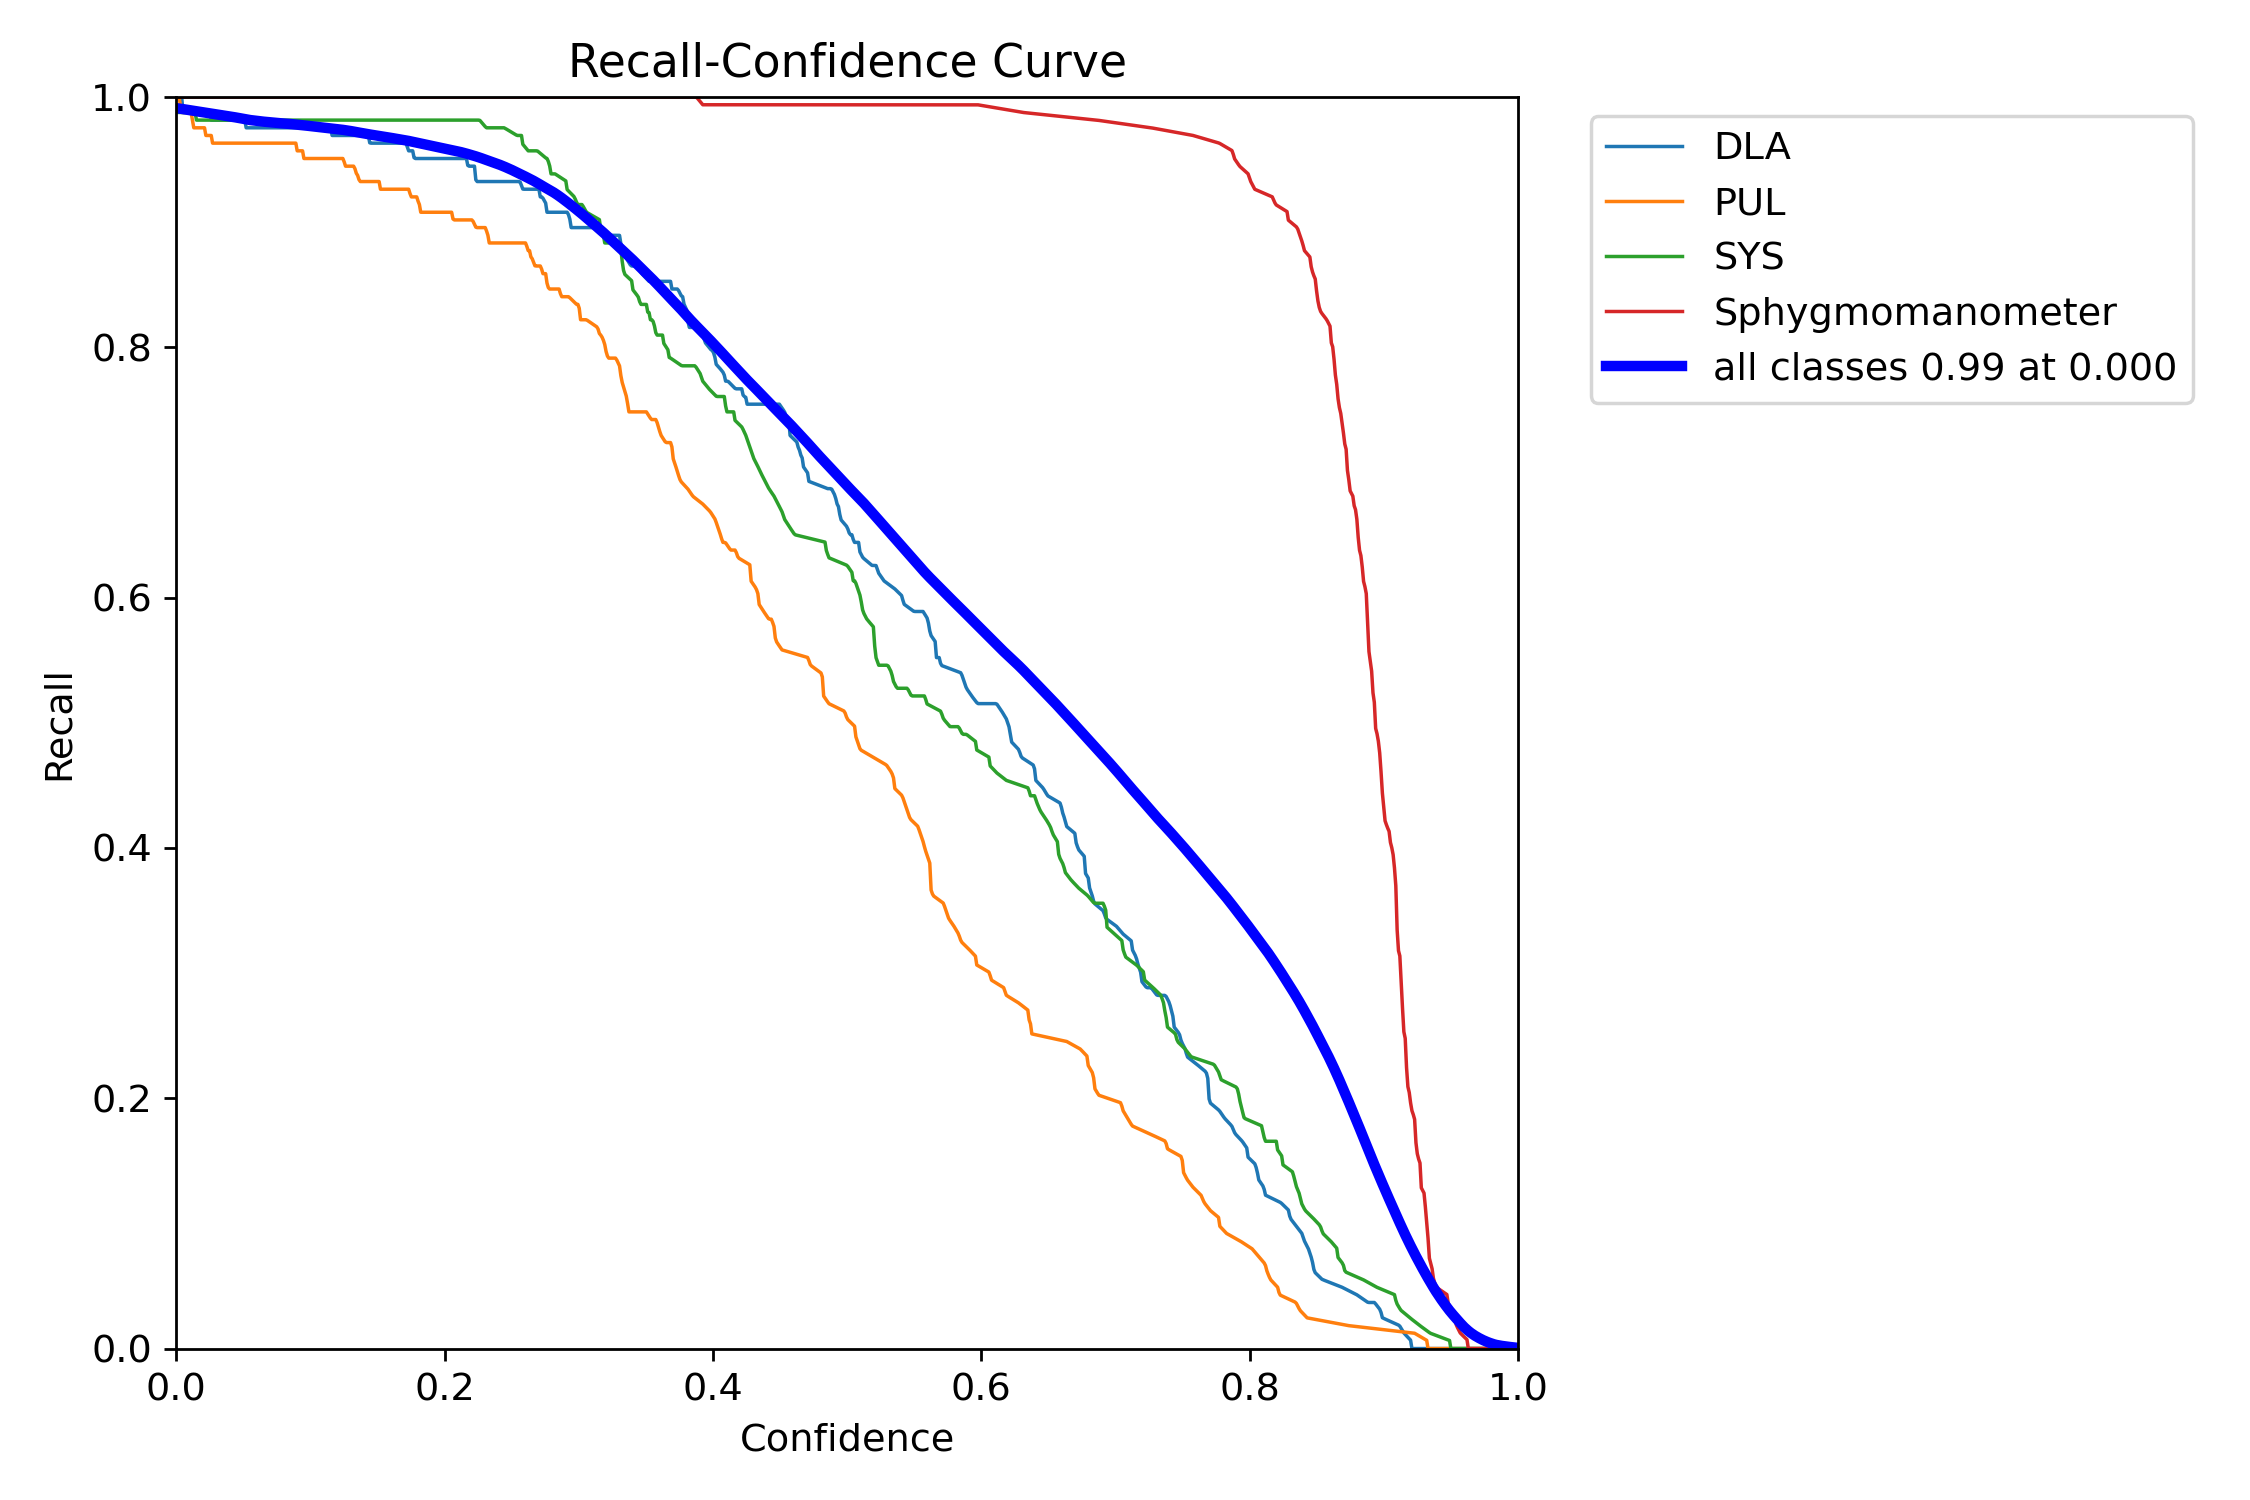 Recall-Confidence Curve
1.0
0.8
0.6
0.4
0.2
0.0
Recall
0.0 0.2 0.4 0.6 0.8 1.0
Confidence
DLA
PUL
SYS
Sphygmomanometer
all classes 0.99 at 0.000